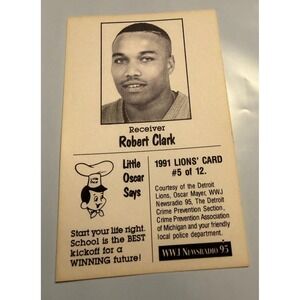 Receiver
Robert Clark
Little
Oscar
Says
Start your life right.
School is the BEST
kickoff for a
WINNING future!
1991 LIONS' CARD
#5 of 12.
Courtesy of the Detroit
Lions, Oscar Mayer, WWJ
Newsradio 95, The Detroit
Crime Prevention Section,
Crime Prevention Association
of Michigan and your friendly
local police department.
WWJ NEWSRADIO 95